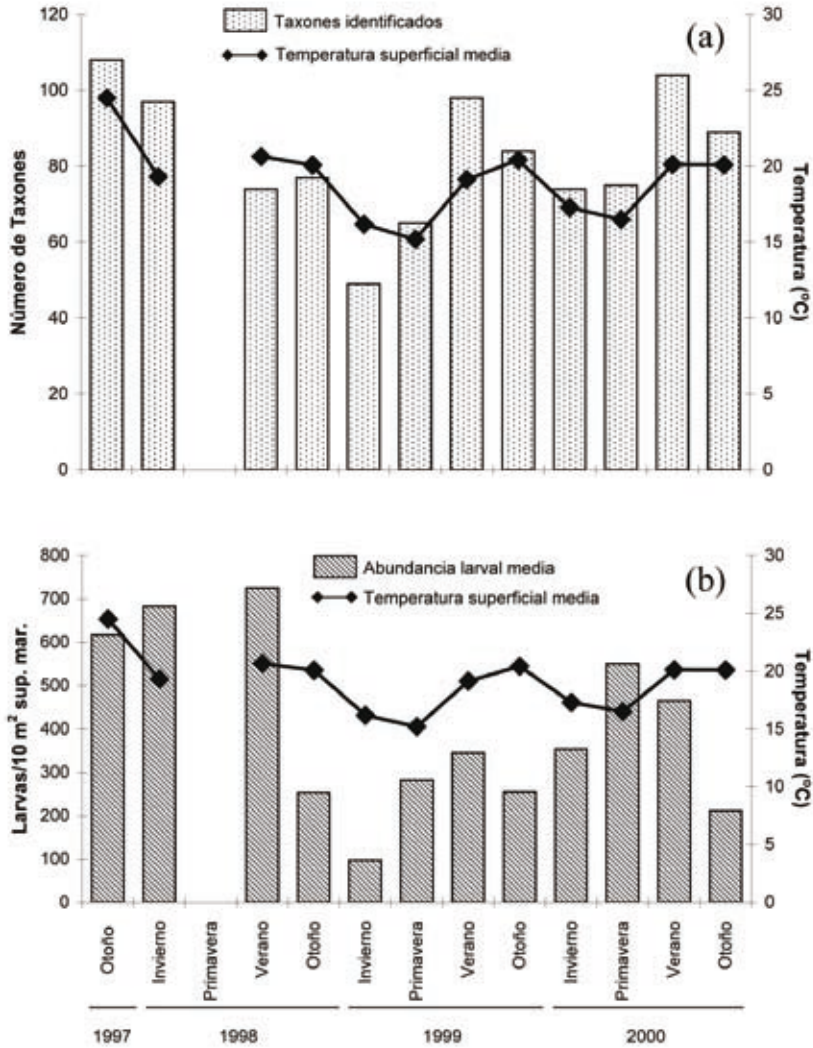 Taxones identificados
Temperatura superficial media
(a)
Número de Taxones
120
100
80
60
40
20
0
30
25
20
15
10
5
0
Temperatura (°C)
Abundancia larval media
Temperatura superficial media
(b)
Larvas/10 m² sup. mar.
800
700
600
500
400
300
200
100
0
30
25
20
15
10
5
0
Temperatura (°C)
Otoño Invierno Primavera Verano Otoño Invierno Primavera Verano Otoño Invierno Primavera Verano Otoño
1997 1998 1999 2000